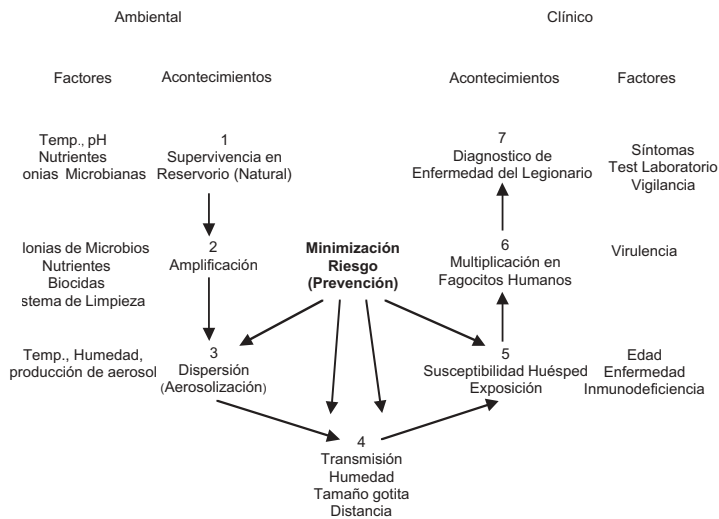 Ambiental
Clínico
Factores
Acontecimientos
Acontecimientos
Factores
Temp., pH
Nutrientes
onias Microbianas
1
Supervivencia en
Reservorio (Natural)
7
Diagnostico de
Enfermedad del Legionario
Síntomas
Test Laboratorio
Vigilancia
lonias de Microbios
Nutrientes
Biocidas
stema de Limpieza
2
Amplificación
Minimización
Riesgo
(Prevención)
6
Multiplicación en
Fagocitos Humanos
Virulencia
Temp., Humedad,
producción de aerosol
3
Dispersión
(Aerosolización)
5
Susceptibilidad Huésped
Exposición
Edad
Enfermedad
Inmunodeficiencia
4
Transmisión
Humedad
Tamaño gotita
Distancia